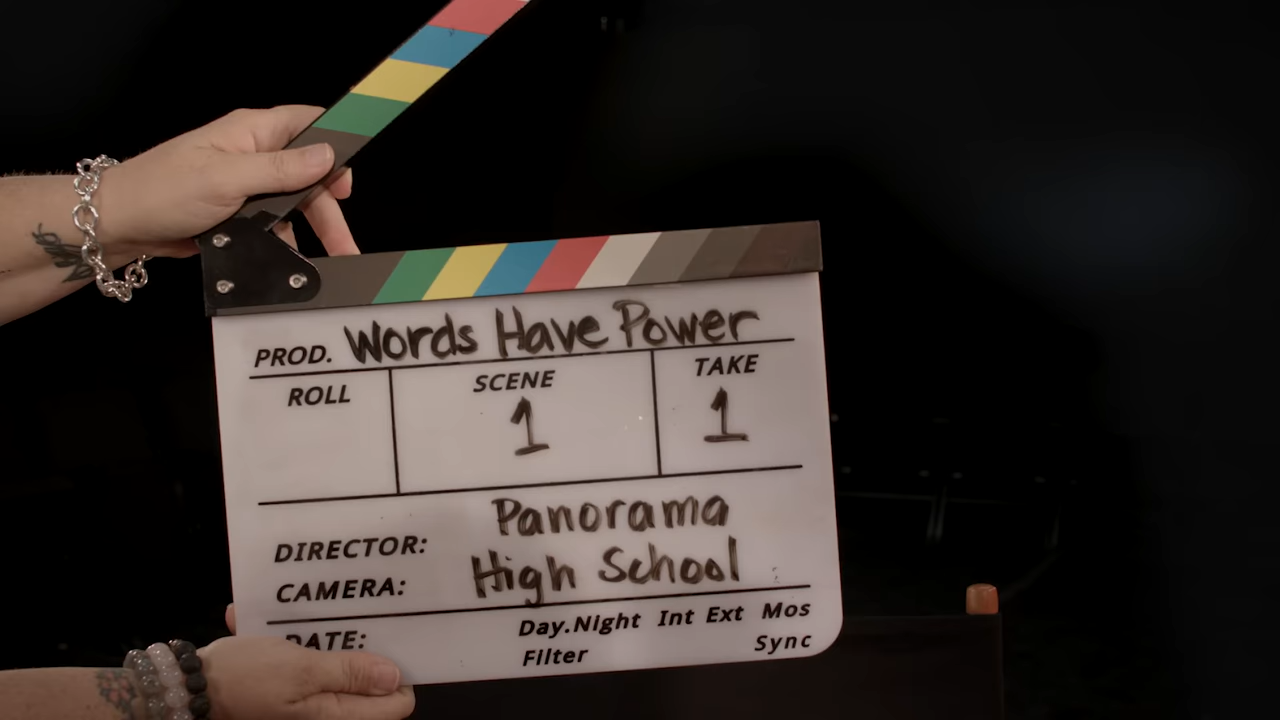 PROD. Words Have Power
ROLL SCENE TAKE
1 1
Panorama
DIRECTOR:
High School
CAMERA:
DATE: Day.Night Int Ext Mos
Filter Sync